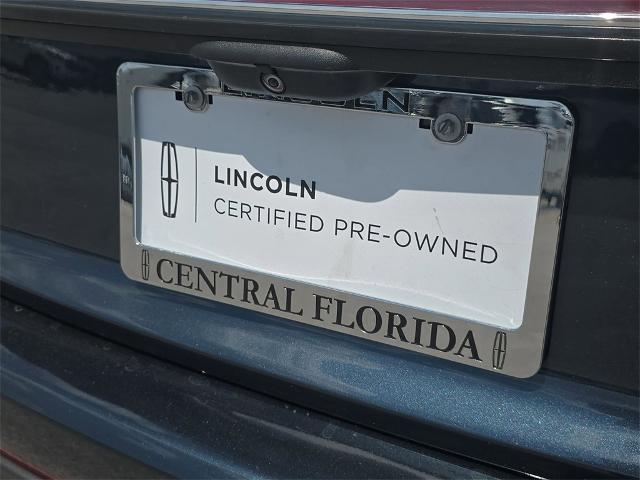 LINCOLN
LINCOLN
CERTIFIED PRE-OWNED
CENTRAL FLORIDA